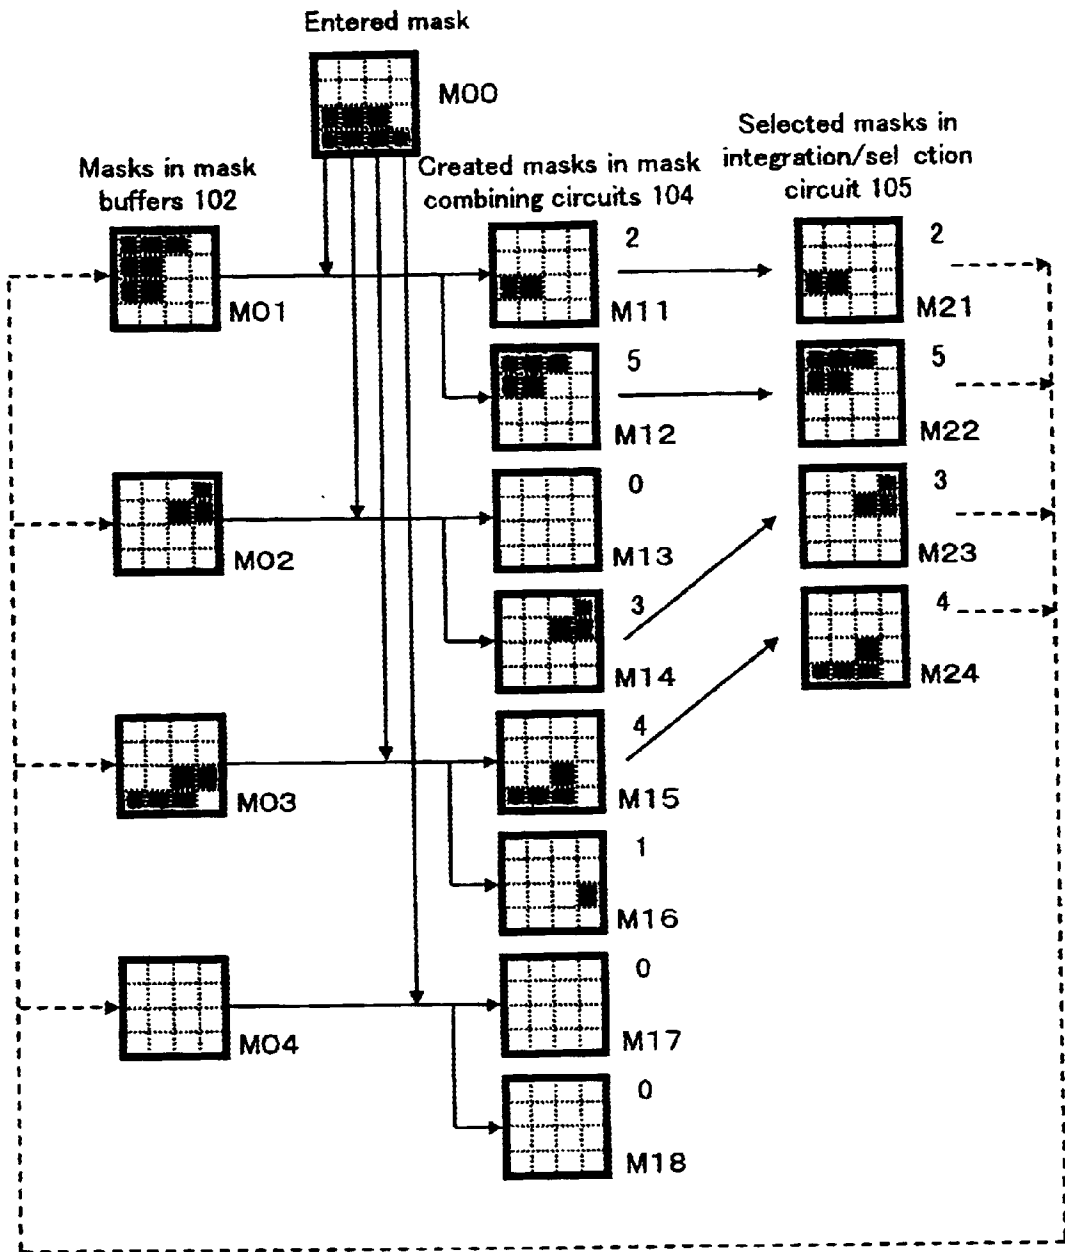 Entered mask
M00
Masks in mask
buffers 102
Created masks in mask
combining circuits 104
Selected masks in
integration/sel ction
circuit 105
2
2
M01
M11
M21
5
5
M12
M22
0
3
M02
M13
M23
3
4
M14
M24
4
M03
M15
1
M16
0
M04
M17
0
M18